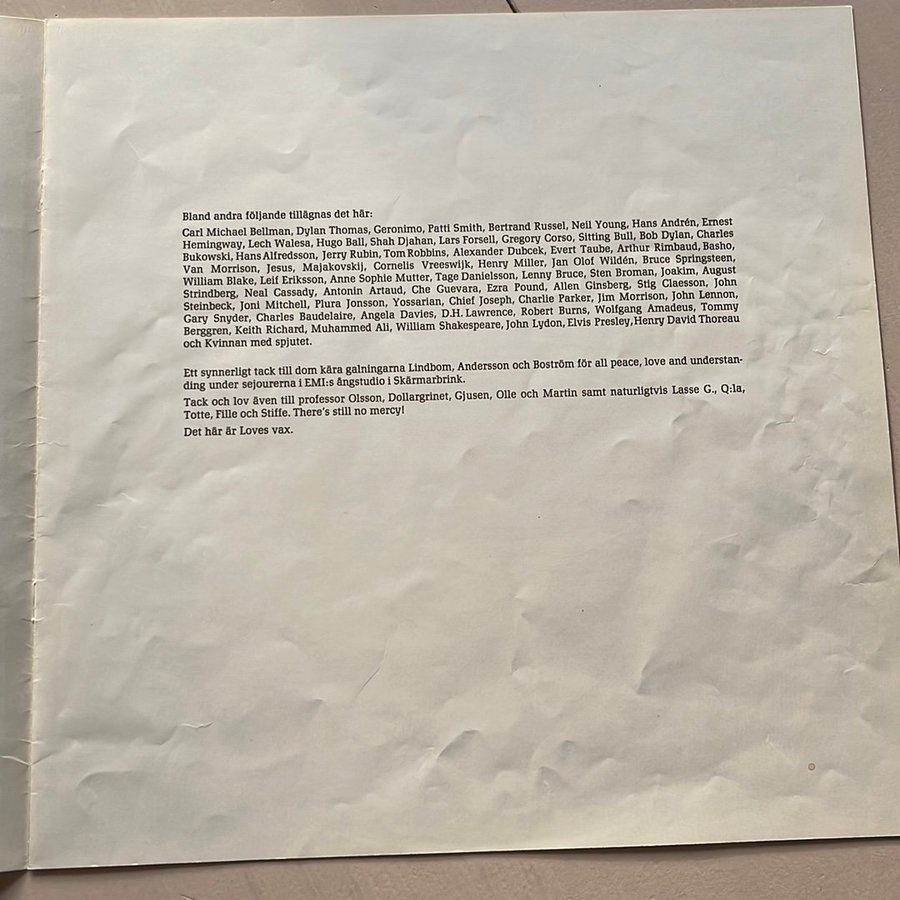 Bland andra följande tillägnas det här:
Carl Michael Bellman, Dylan Thomas, Geronimo, Patti Smith, Bertrand Russel, Neil Young, Hans Andrén, Ernest
Hemingway, Lech Walesa, Hugo Ball, Shah Djahan, Lars Forsell, Gregory Corso, Sitting Bull, Bob Dylan, Charles
Bukowski, Hans Alfredsson, Jerry Rubin, Tom Robbins, Alexander Dubcek, Evert Taube, Arthur Rimbaud, Basho,
Van Morrison, Jesus, Majakovskij, Cornelis Vreeswijk, Henry Miller, Jan Olof Wildén, Bruce Springsteen,
William Blake, Leif Eriksson, Anne Sophie Mutter, Tage Danielsson, Lenny Bruce, Sten Broman, Joakim, August
Strindberg, Neal Cassady, Antonin Artaud, Che Guevara, Ezra Pound, Allen Ginsberg, Stig Claesson, John
Steinbeck, Joni Mitchell, Plura Jonsson, Yossarian, Chief Joseph, Charlie Parker, Jim Morrison, John Lennon,
Gary Snyder, Charles Baudelaire, Angela Davies, D.H. Lawrence, Robert Burns, Wolfgang Amadeus, Tommy
Berggren, Keith Richard, Muhammed Ali, William Shakespeare, John Lydon, Elvis Presley, Henry David Thoreau
och Kvinnan med spjutet.
Ett synnerligt tack till dom kära galningarna Lindbom, Andersson och Boström för all peace, love and understan-
ding under sejourerna i EMI:s ångstudio i Skärmarbrink.
Tack och lov även till professor Olsson, Dollargrinet, Gjusen, Olle och Martin samt naturligtvis Lasse G., Q:la,
Totte, Fille och Stiffe. There's still no mercy!
Det här är Loves vax.